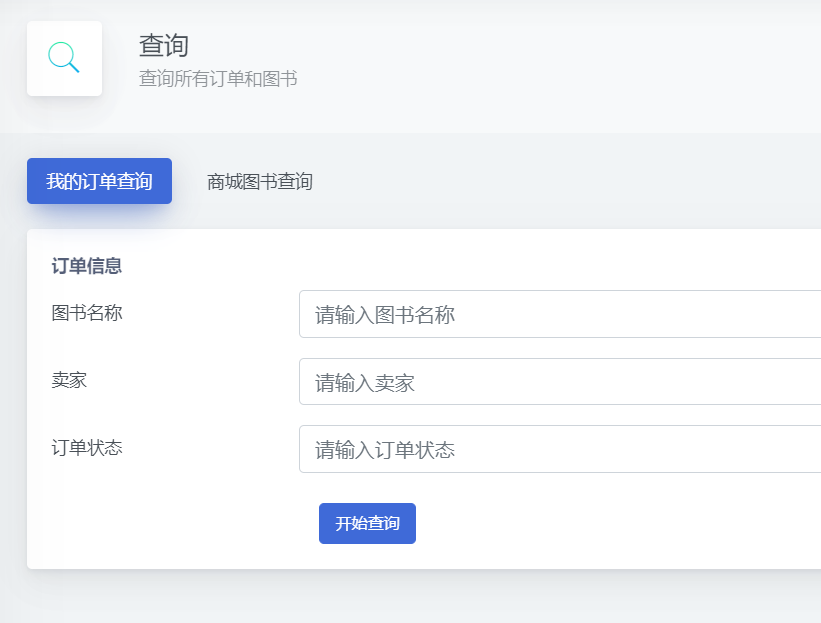 查询
查询所有订单和图书
我的订单查询
商城图书查询
订单信息
图书名称
请输入图书名称
卖家
请输入卖家
订单状态
请输入订单状态
开始查询